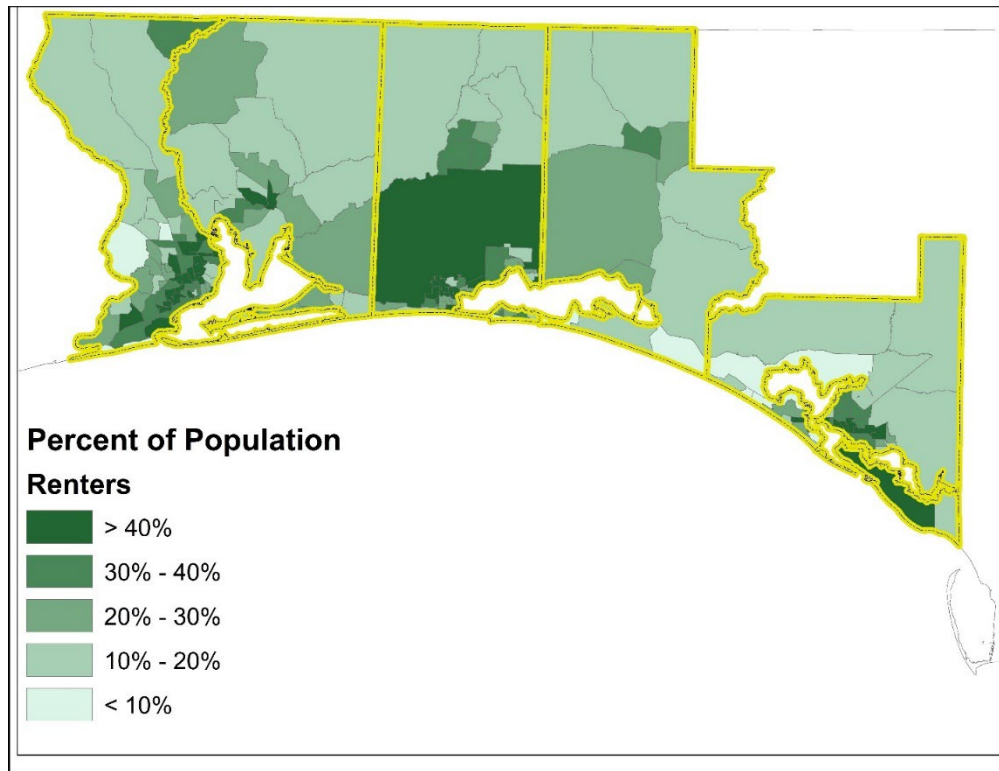 Percent of Population
Renters
> 40%
30% - 40%
20% - 30%
10% - 20%
< 10%